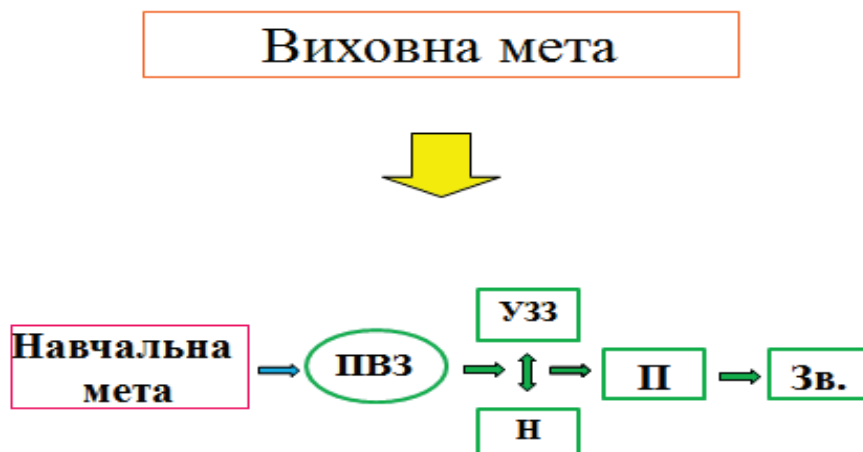 Виховна мета
Навчальна
мета
ПВЗ
УЗЗ
Н
П
Зв.